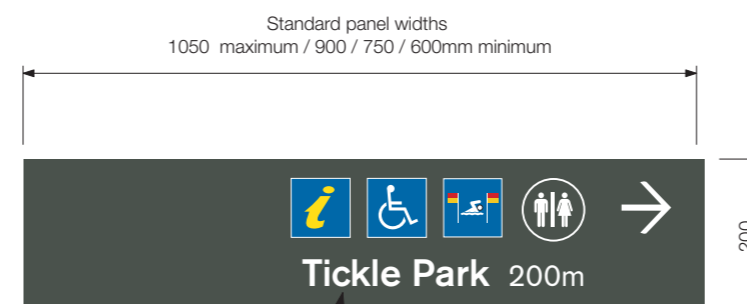 Standard panel widths
1050 maximum / 900 / 750 / 600mm minimum
i
Tickle Park 200m